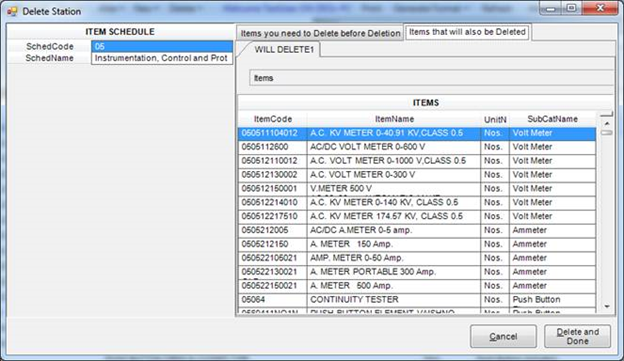 Delete Station
ITEM SCHEDULE
SchedCode 05
SchedName Instrumentation, Control and Prot
Items you need to Delete before Deletion Items that will also be Deleted
WILL DELETE1
Items
ITEMS
ItemCode ItemName UnitN SubCatName
050511104012 A.C. KV METER 0-40.91 KV,CLASS 0.5 Nos. Volt Meter
0505112600 AC/DC VOLT METER 0-600 V Nos. Volt Meter
050512110012 A.C. VOLT METER 0-1000 V,CLASS 0.5 Nos. Volt Meter
050512130002 A.C. VOLT METER 0-300 V Nos. Volt Meter
050512150001 V.METER 500 V Nos. Volt Meter
050512214010 A.C. KV METER 0-140 KV, CLASS 0.5 Nos. Volt Meter
050512217510 A.C. KV METER 174.57 KV, CLASS 0.5 Nos. Volt Meter
0505212005 AC/DC A.METER 0-5 amp. Nos. Ammeter
0505212150 A. METER 150 Amp. Nos. Ammeter
050522105021 AMP. METER 0-50 Amp. Nos. Ammeter
050522130021 A. METER PORTABLE 300 Amp. Nos. Ammeter
050522150021 A. METER 500 Amp. Nos. Ammeter
05064 CONTINUITY TESTER Nos. Push Button
PUSH BUTTON ELEMENT Nos. Push Button
Cancel Delete and Done